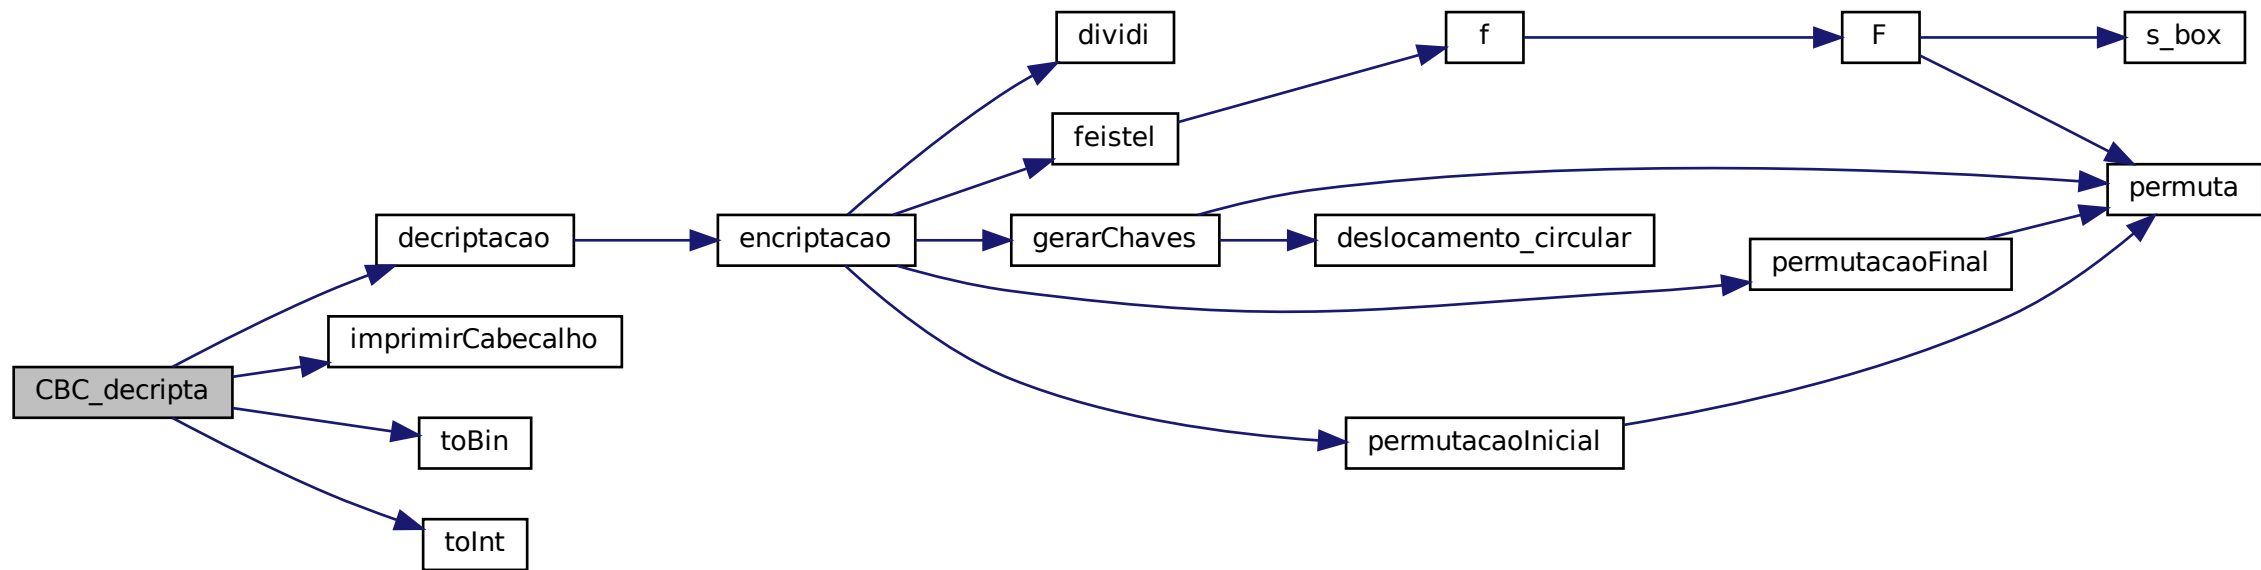 dividi
f
F
s_box
feistel
permuta
decriptacao
encriptacao
gerarChaves
deslocamento_circular
permutacaoFinal
imprimirCabecalho
CBC_decripta
toBin
permutacaoInicial
toInt